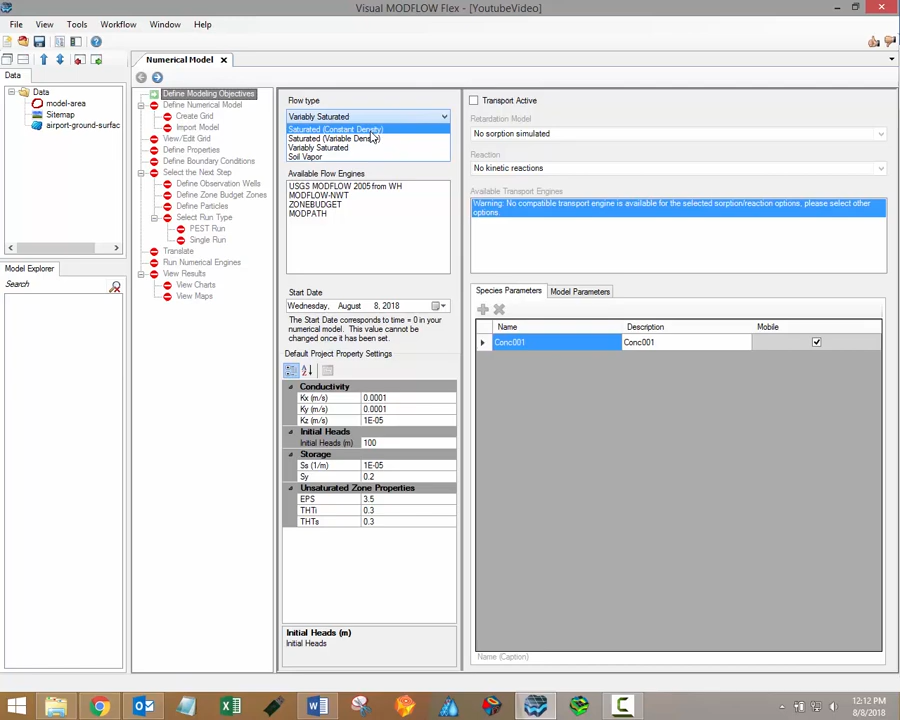 Visual MODFLOW Flex - [YoutubeVideo]
File View Tools Workflow Window Help
Data
Data
model-area
Sitemap
airport-ground-surfac
Model Explorer
Search
Numerical Model
Define Modeling Objectives
Define Numerical Model
Create Grid
Import Model
View/Edit Grid
Define Properties
Define Boundary Conditions
Select the Next Step
Define Observation Wells
Define Zone Budget Zones
Define Particles
Select Run Type
PEST Run
Single Run
Translate
Run Numerical Engines
View Results
View Charts
View Maps
Flow type
Variably Saturated
Saturated (Constant Density)
Saturated (Variable Density)
Variably Saturated
Soil Vapor
Available Flow Engines
USGS MODFLOW 2005 from WH
MODFLOW-NWT
ZONEBUDGET
MODPATH
Start Date
Wednesday, August 8, 2018
The Start Date corresponds to time = 0 in your
numerical model. This value cannot be
changed once it has been set.
Default Project Property Settings
Conductivity
Kx (m/s) 0.0001
Ky (m/s) 0.0001
Kz (m/s) 1E-05
Initial Heads
Initial Heads (m) 100
Storage
Ss (1/m) 1E-05
Sy 0.2
Unsaturated Zone Properties
EPS 3.5
THTi 0.3
THTs 0.3
Initial Heads (m)
Initial Heads
Transport Active
Retardation Model
No sorption simulated
Reaction
No kinetic reactions
Available Transport Engines
Warning: No compatible transport engine is available for the selected sorption/reaction options, please select other
options.
Species Parameters Model Parameters
Name Description Mobile
Conc001 Conc001
Name (Caption)
12:12 PM
8/8/2018